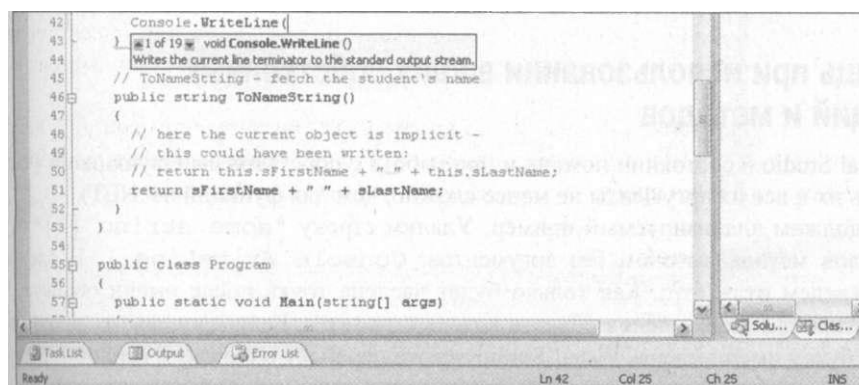 42 Console.WriteLine(
43 }
1 of 19 void Console.WriteLine ()
Writes the current line terminator to the standard output stream.
45 // ToNameString - fetch the student's name
46 public string ToNameString()
47 {
48 // here the current object is implicit -
49 // this could have been written:
50 // return this.sFirstName + " " + this.sLastName;
51 return sFirstName + " " + sLastName;
52 }
53 }
54
55 public class Program
56 {
57 public static void Main(string[] args)
Solu... Clas...
Task List Output Error List
Ready Ln 42 Col 25 Ch 25 INS